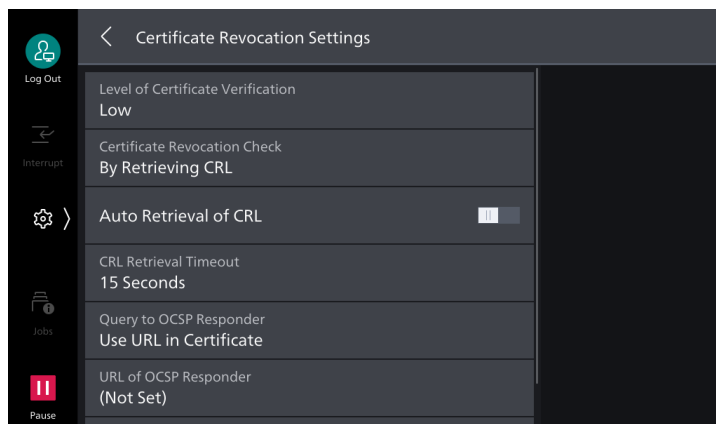 Certificate Revocation Settings
Log Out
Interrupt
Jobs
Pause
Level of Certificate Verification
Low
Certificate Revocation Check
By Retrieving CRL
Auto Retrieval of CRL
CRL Retrieval Timeout
15 Seconds
Query to OCSP Responder
Use URL in Certificate
URL of OCSP Responder
(Not Set)